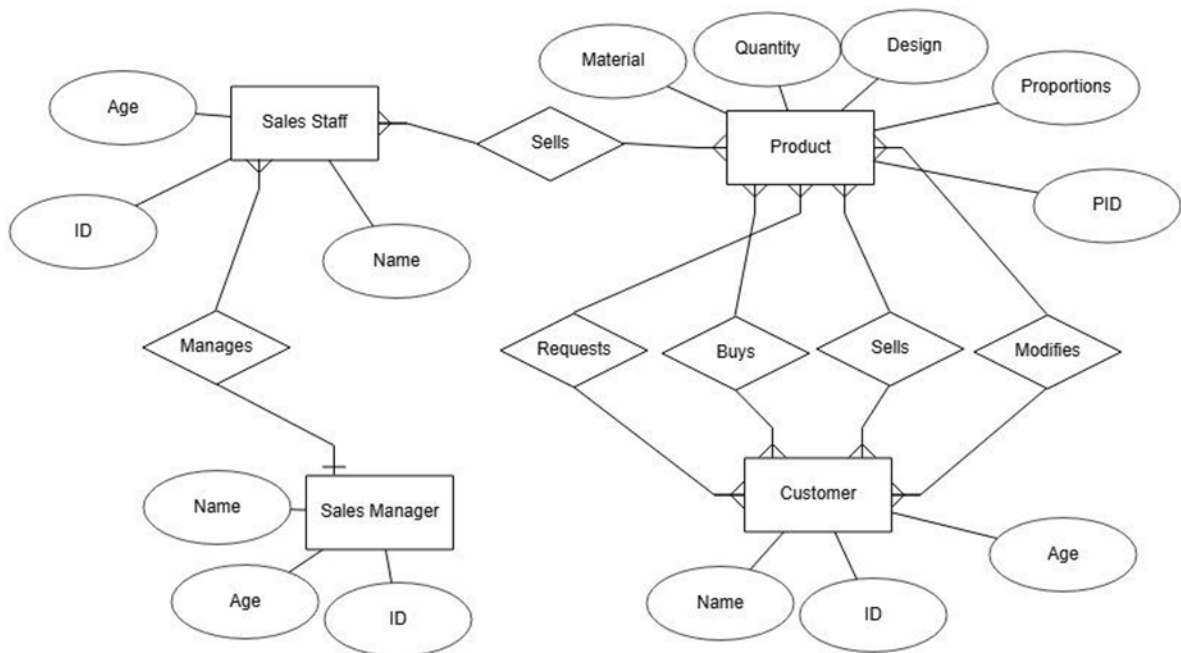 Material
Quantity
Design
Proportions
Age
Sales Staff
Sells
Product
PID
ID
Name
Manages
Requests
Buys
Sells
Modifies
Name
Sales Manager
Customer
Age
Age
ID
Name
ID